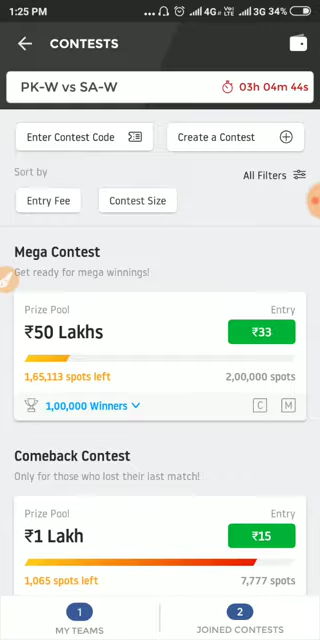 1:25 PM ... 4G VoLTE 3G 34%
CONTESTS
PK-W vs SA-W 03h 04m 44s
Enter Contest Code Create a Contest
Sort by All Filters
Entry Fee Contest Size
Mega Contest
Get ready for mega winnings!
Prize Pool Entry
₹50 Lakhs ₹33
1,65,113 spots left 2,00,000 spots
1,00,000 Winners C M
Comeback Contest
Only for those who lost their last match!
Prize Pool Entry
₹1 Lakh ₹15
1,065 spots left 7,777 spots
1 2
MY TEAMS JOINED CONTESTS